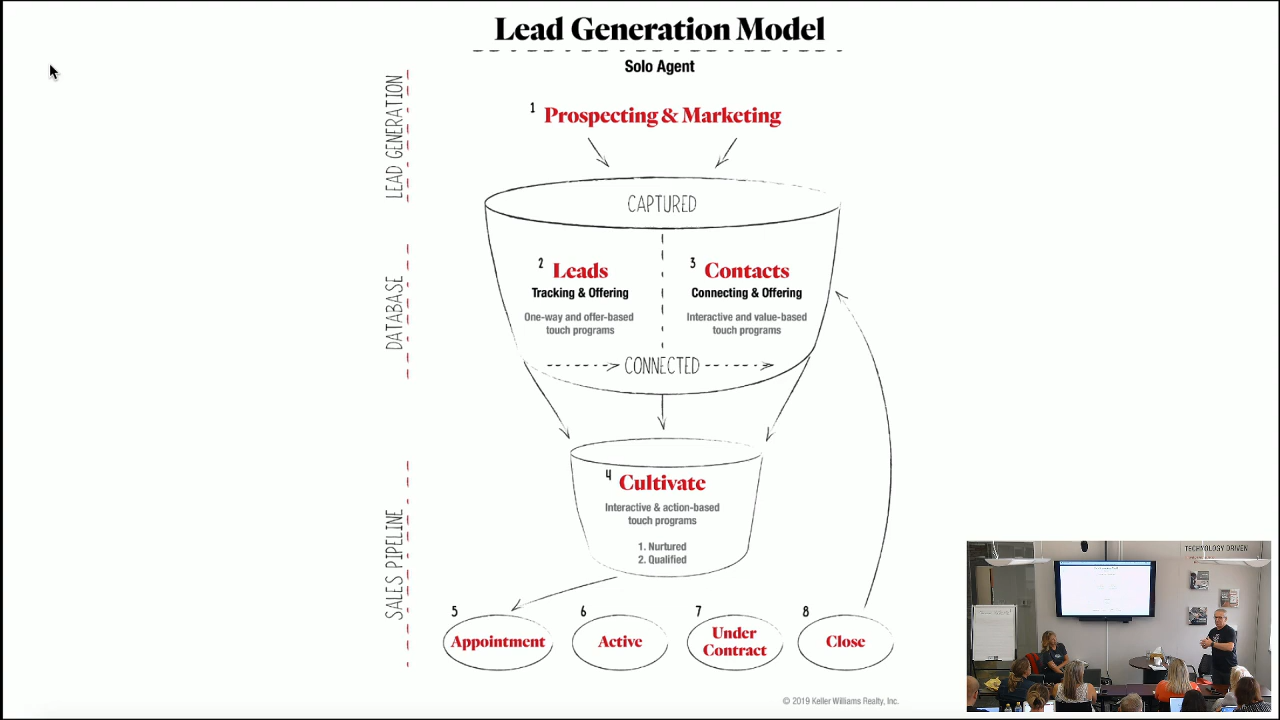 Lead Generation Model
Solo Agent
LEAD GENERATION
1 Prospecting & Marketing
CAPTURED
DATABASE
2 Leads
Tracking & Offering
One-way and offer-based
touch programs
3 Contacts
Connecting & Offering
Interactive and value-based
touch programs
CONNECTED
SALES PIPELINE
4 Cultivate
Interactive & action-based
touch programs
1. Nurtured
2. Qualified
5 Appointment
6 Active
7 Under
Contract
8 Close
© 2019 Keller Williams Realty, Inc.
TECHNOLOGY DRIVEN